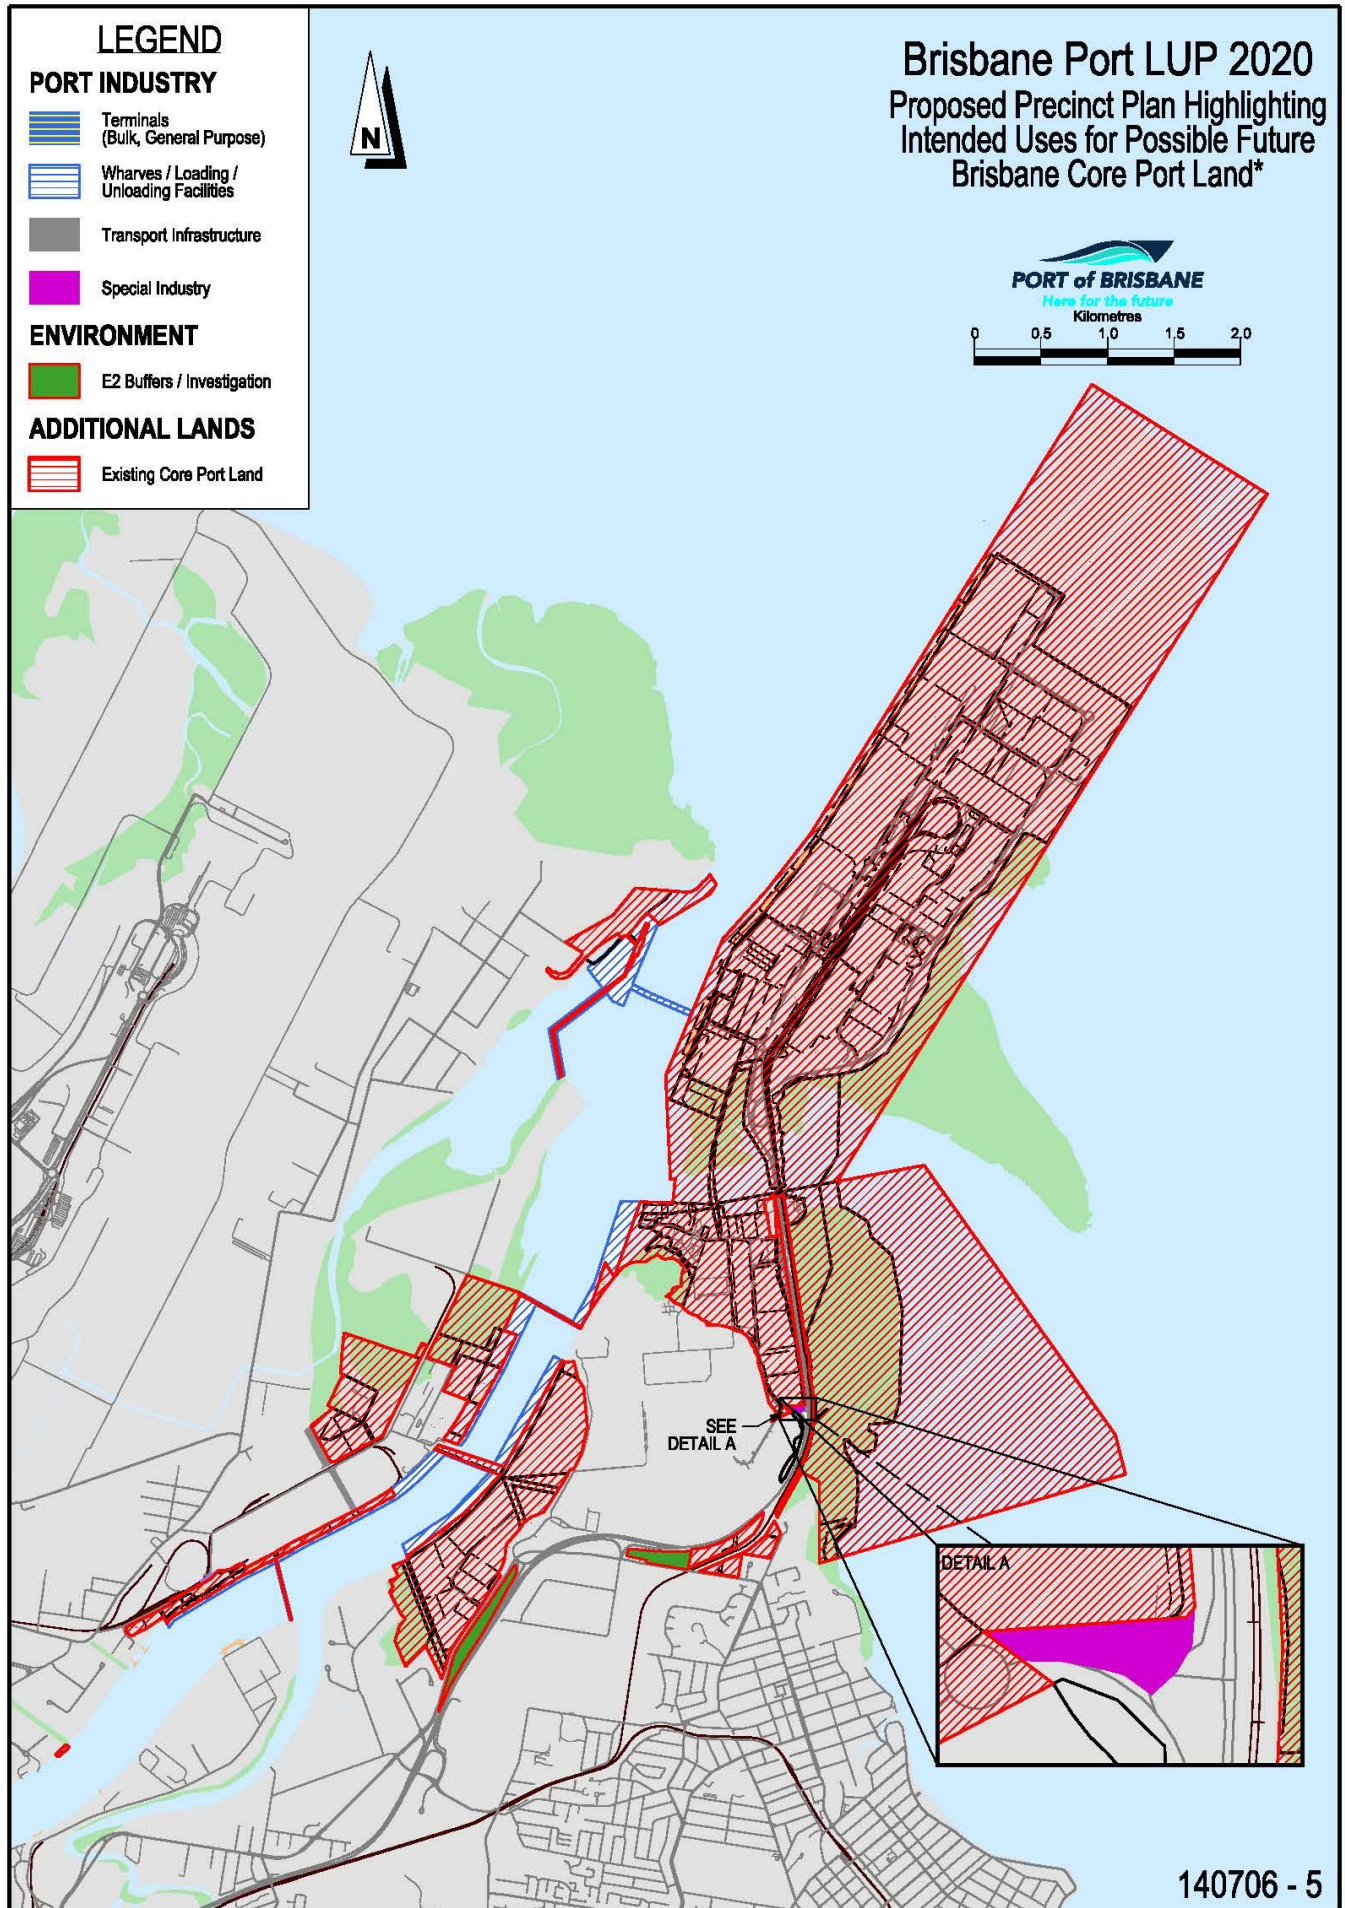 LEGEND
PORT INDUSTRY
Terminals
(Bulk, General Purpose)
Wharves / Loading /
Unloading Facilities
Transport Infrastructure
Special Industry
ENVIRONMENT
E2 Buffers / Investigation
ADDITIONAL LANDS
Existing Core Port Land
N
Brisbane Port LUP 2020
Proposed Precinct Plan Highlighting
Intended Uses for Possible Future
Brisbane Core Port Land*
PORT of BRISBANE
Here for the future
Kilometres
0 0.5 1.0 1.5 2.0
SEE
DETAIL A
DETAIL A
140706 - 5